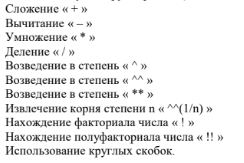 Сложение « + »
Вычитание « – »
Умножение « * »
Деление « / »
Возведение в степень « ^ »
Возведение в степень « ^^ »
Возведение в степень « ** »
Извлечение корня степени n « ^^(1/n) »
Нахождение факториала числа « ! »
Нахождение полуфакториала числа « !! »
Использование круглых скобок.